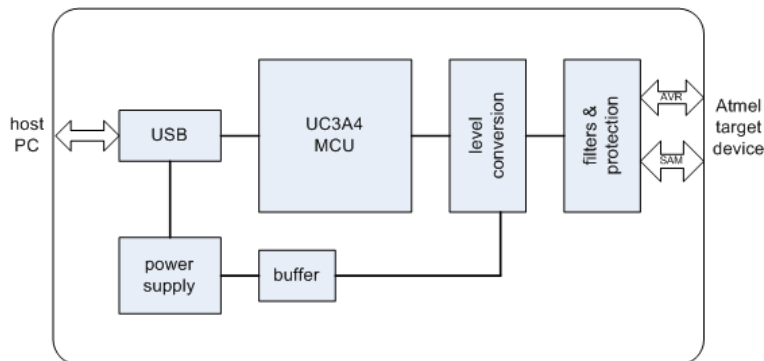 host
PC
USB
UC3A4
MCU
level
conversion
filters &
protection
AVR
SAM
Atmel
target
device
power
supply
buffer